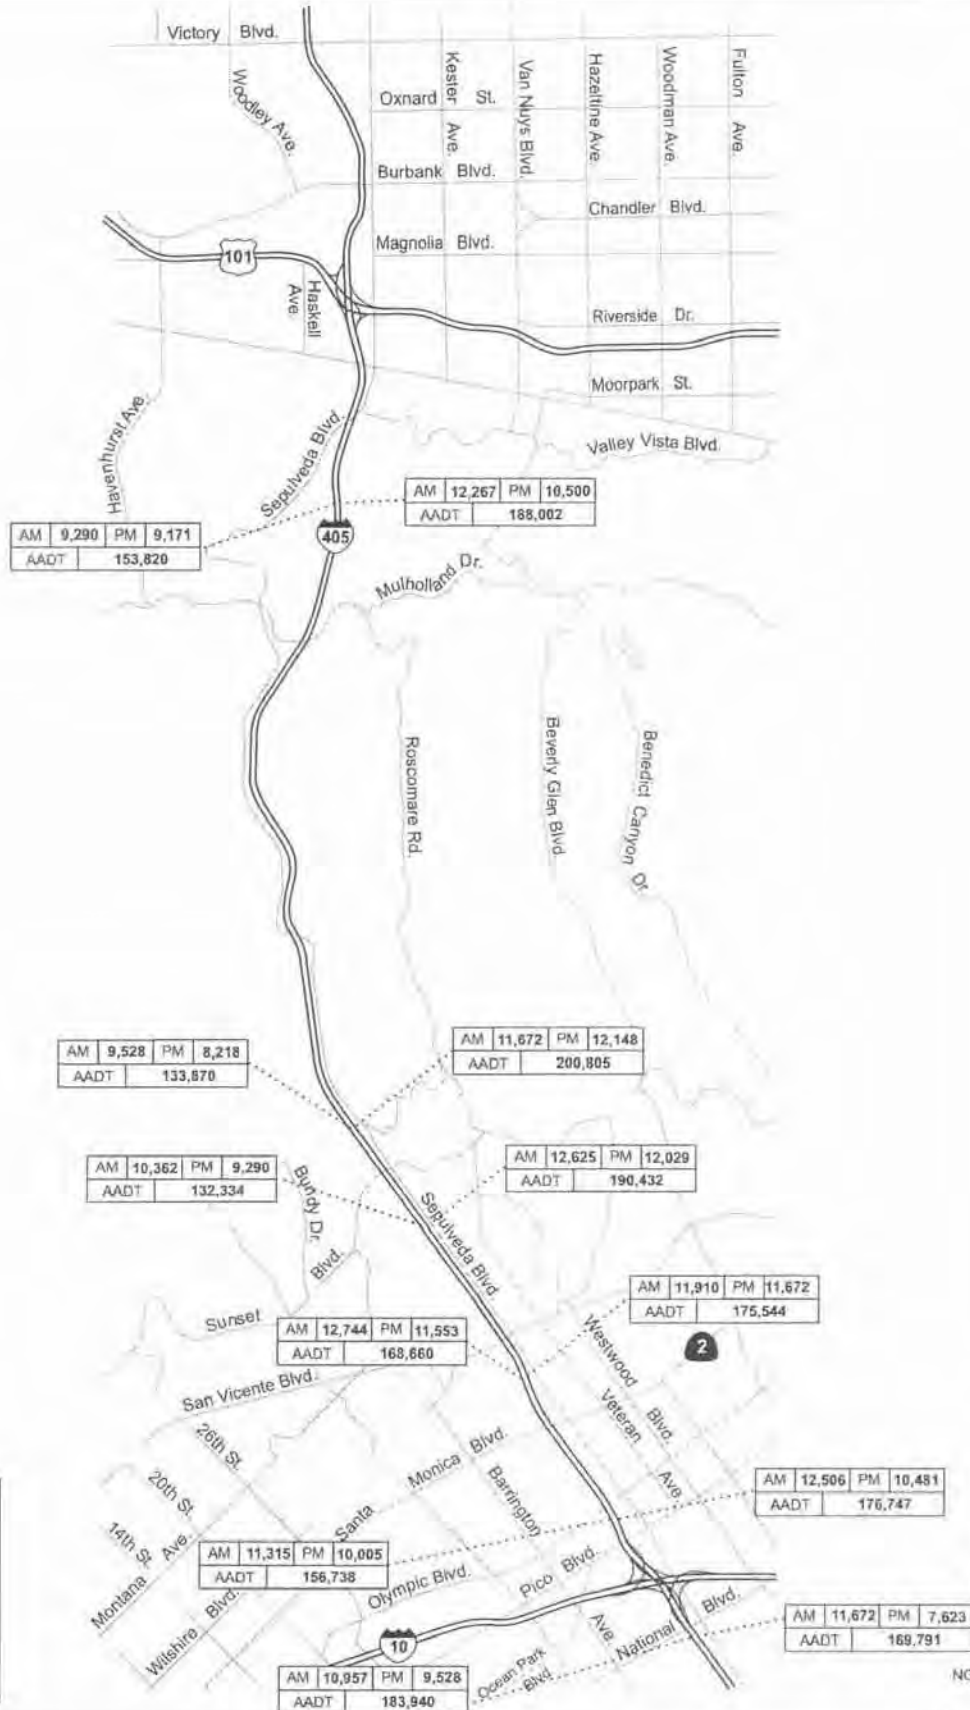 Victory Blvd.
Woodley Ave.
Oxnard St.
Kester Ave.
Van Nuys Blvd.
Hazeltine Ave.
Woodman Ave.
Fulton Ave.
Burbank Blvd.
Chandler Blvd.
Magnolia Blvd.
101
Haskell Ave.
Riverside Dr.
Moorpark St.
Havenhurst Ave.
Sepulveda Blvd.
Valley Vista Blvd.
AM 12,267 PM 10,500
AADT 188,002
405
AM 9,290 PM 9,171
AADT 153,820
Mulholland Dr.
Roscomare Rd.
Beverly Glen Blvd.
Benedict Canyon Dr.
AM 11,672 PM 12,148
AADT 200,805
AM 9,528 PM 8,218
AADT 133,870
AM 12,625 PM 12,029
AADT 190,432
AM 10,362 PM 9,290
AADT 132,334
Bundy Dr.
Sepulveda Blvd.
Sunset Blvd.
AM 11,910 PM 11,672
AADT 175,544
AM 12,744 PM 11,553
AADT 168,660
2
Westwood Blvd.
San Vicente Blvd.
Veteran Ave
26th St.
Santa Monica Blvd.
Barrington Ave.
20th St.
14th St.
AM 12,506 PM 10,481
AADT 176,747
Montana Ave.
AM 11,315 PM 10,005
AADT 156,738
Olympic Blvd.
Pico Blvd.
Wilshire Blvd.
National Blvd.
AM 11,672 PM 7,623
AADT 169,791
10
Ocean Park Blvd
AM 10,957 PM 9,528
AADT 183,940
NO